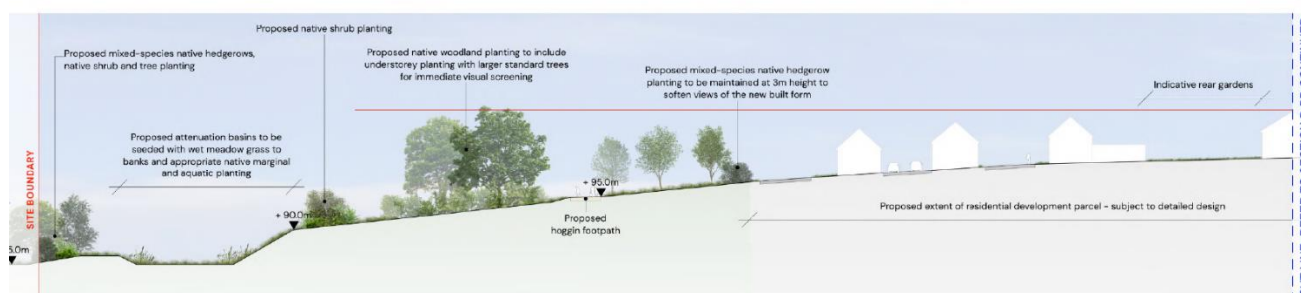 Proposed native shrub planting
Proposed mixed-species native hedgerows,
native shrub and tree planting
Proposed native woodland planting to include
understorey planting with larger standard trees
for immediate visual screening
Proposed mixed-species native hedgerow
planting to be maintained at 3m height to
soften views of the new built form
Indicative rear gardens
Proposed attenuation basins to be
seeded with wet meadow grass to
banks and appropriate native marginal
and aquatic planting
SITE BOUNDARY
+ 90.0m
+ 95.0m
Proposed
hoggin footpath
Proposed extent of residential development parcel - subject to detailed design
5.0m